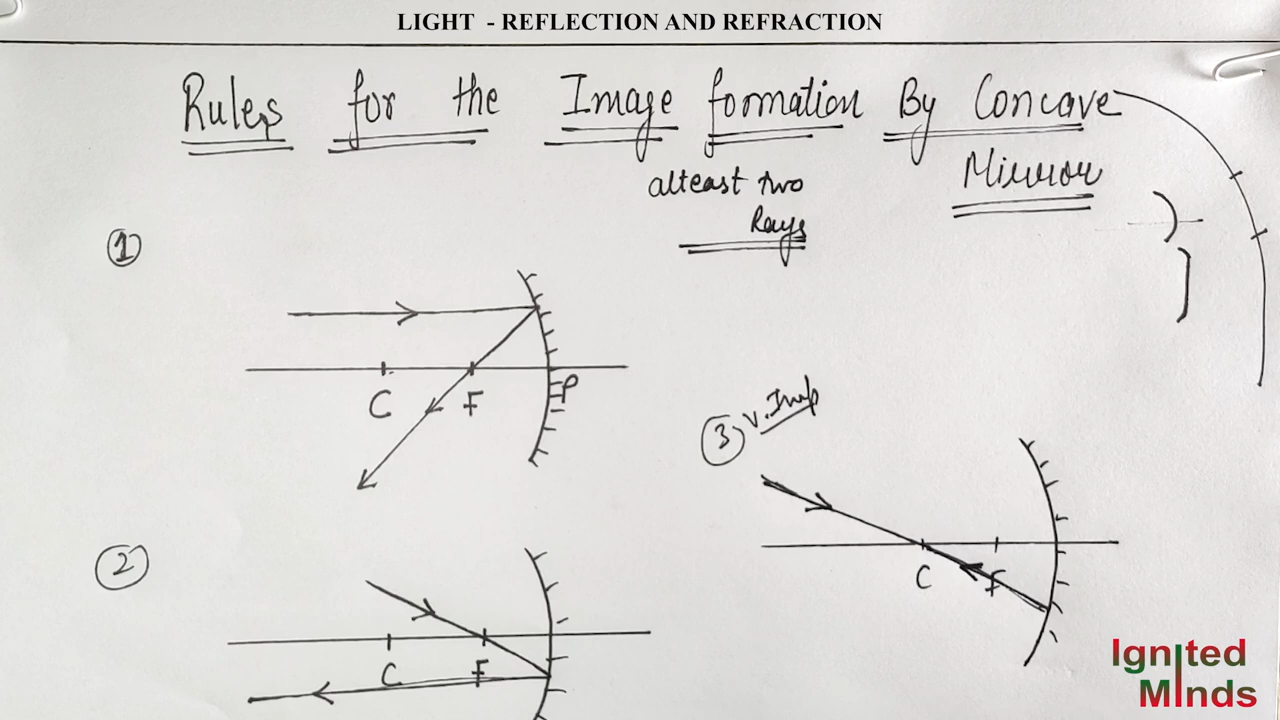 LIGHT - REFLECTION AND REFRACTION
Rules for the Image formation By Concave
Mirror
atleast two
Rays
1
C F P
3 V. Imp
C F
2
C F
Ignited
Minds